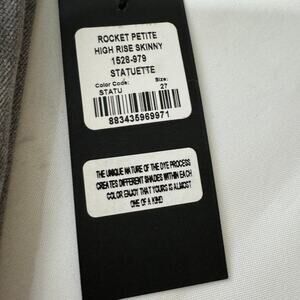 ROCKET PETITE
HIGH RISE SKINNY
1528-979
STATUETTE
Color Code: Size:
STATU 27
883435969971
THE UNIQUE NATURE OF THE DYE PROCESS
CREATES DIFFERENT SHADES WITHIN EACH
COLOR ENJOY THAT YOURS IS ALMOST
ONE OF A KIND